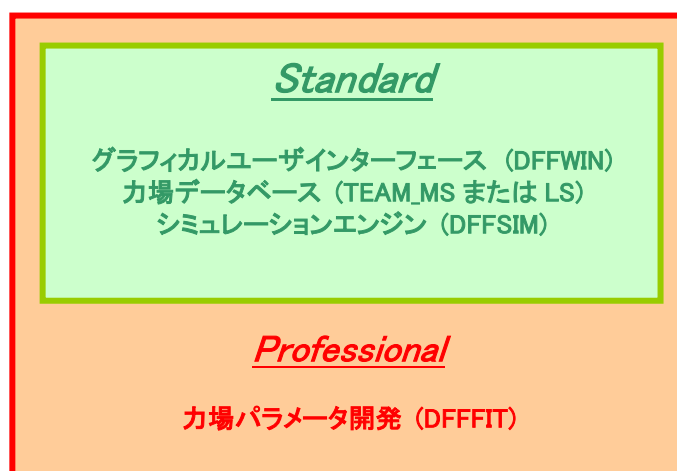 Standard
グラフィカルユーザインターフェース (DFFWIN)
力場データベース (TEAM_MS または LS)
シミュレーションエンジン (DFFSIM)
Professional
力場パラメータ開発 (DFFFIT)